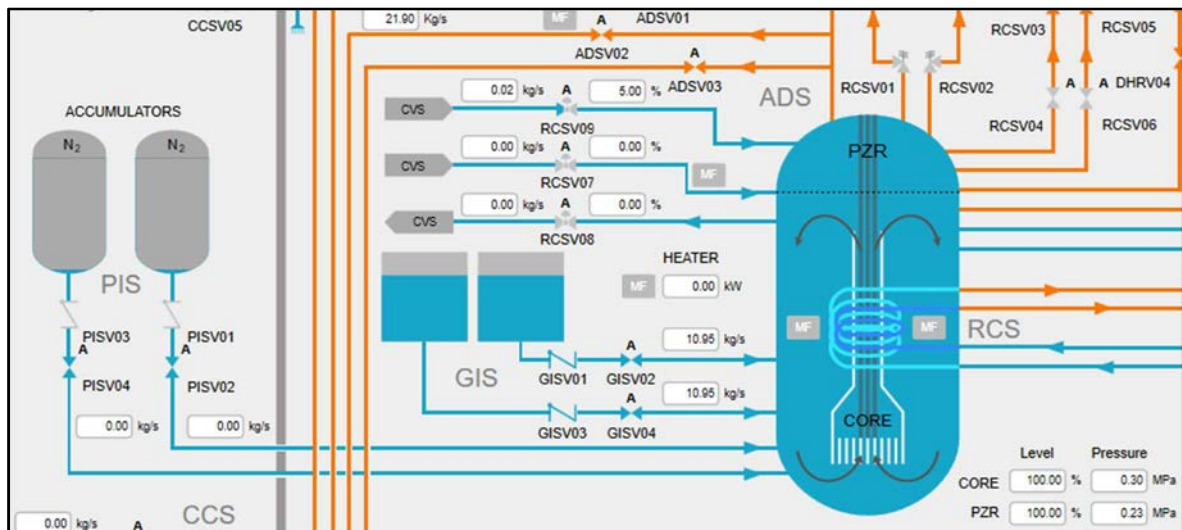 CCSV05
21.90 Kg/s
MF
A ADSV01
ADSV02
A
ADSV03
ADS
RCSV01
RCSV02
RCSV03
RCSV05
A
A DHRV04
RCSV04
RCSV06
ACCUMULATORS
N2
N2
CVS
0.02 kg/s A 5.00 %
RCSV09
CVS
0.00 kg/s A 0.00 %
RCSV07
MF
CVS
0.00 kg/s A 0.00 %
RCSV08
PZR
PIS
PISV03
PISV01
A
A
PISV04
PISV02
0.00 kg/s
0.00 kg/s
HEATER
MF 0.00 kW
MF
MF
RCS
GIS
A 10.95 kg/s
GISV01 GISV02
A 10.95 kg/s
GISV03 GISV04
CORE
Level Pressure
CORE 100.00 % 0.30 MPa
PZR 100.00 % 0.23 MPa
0.00 kg/s A
CCS